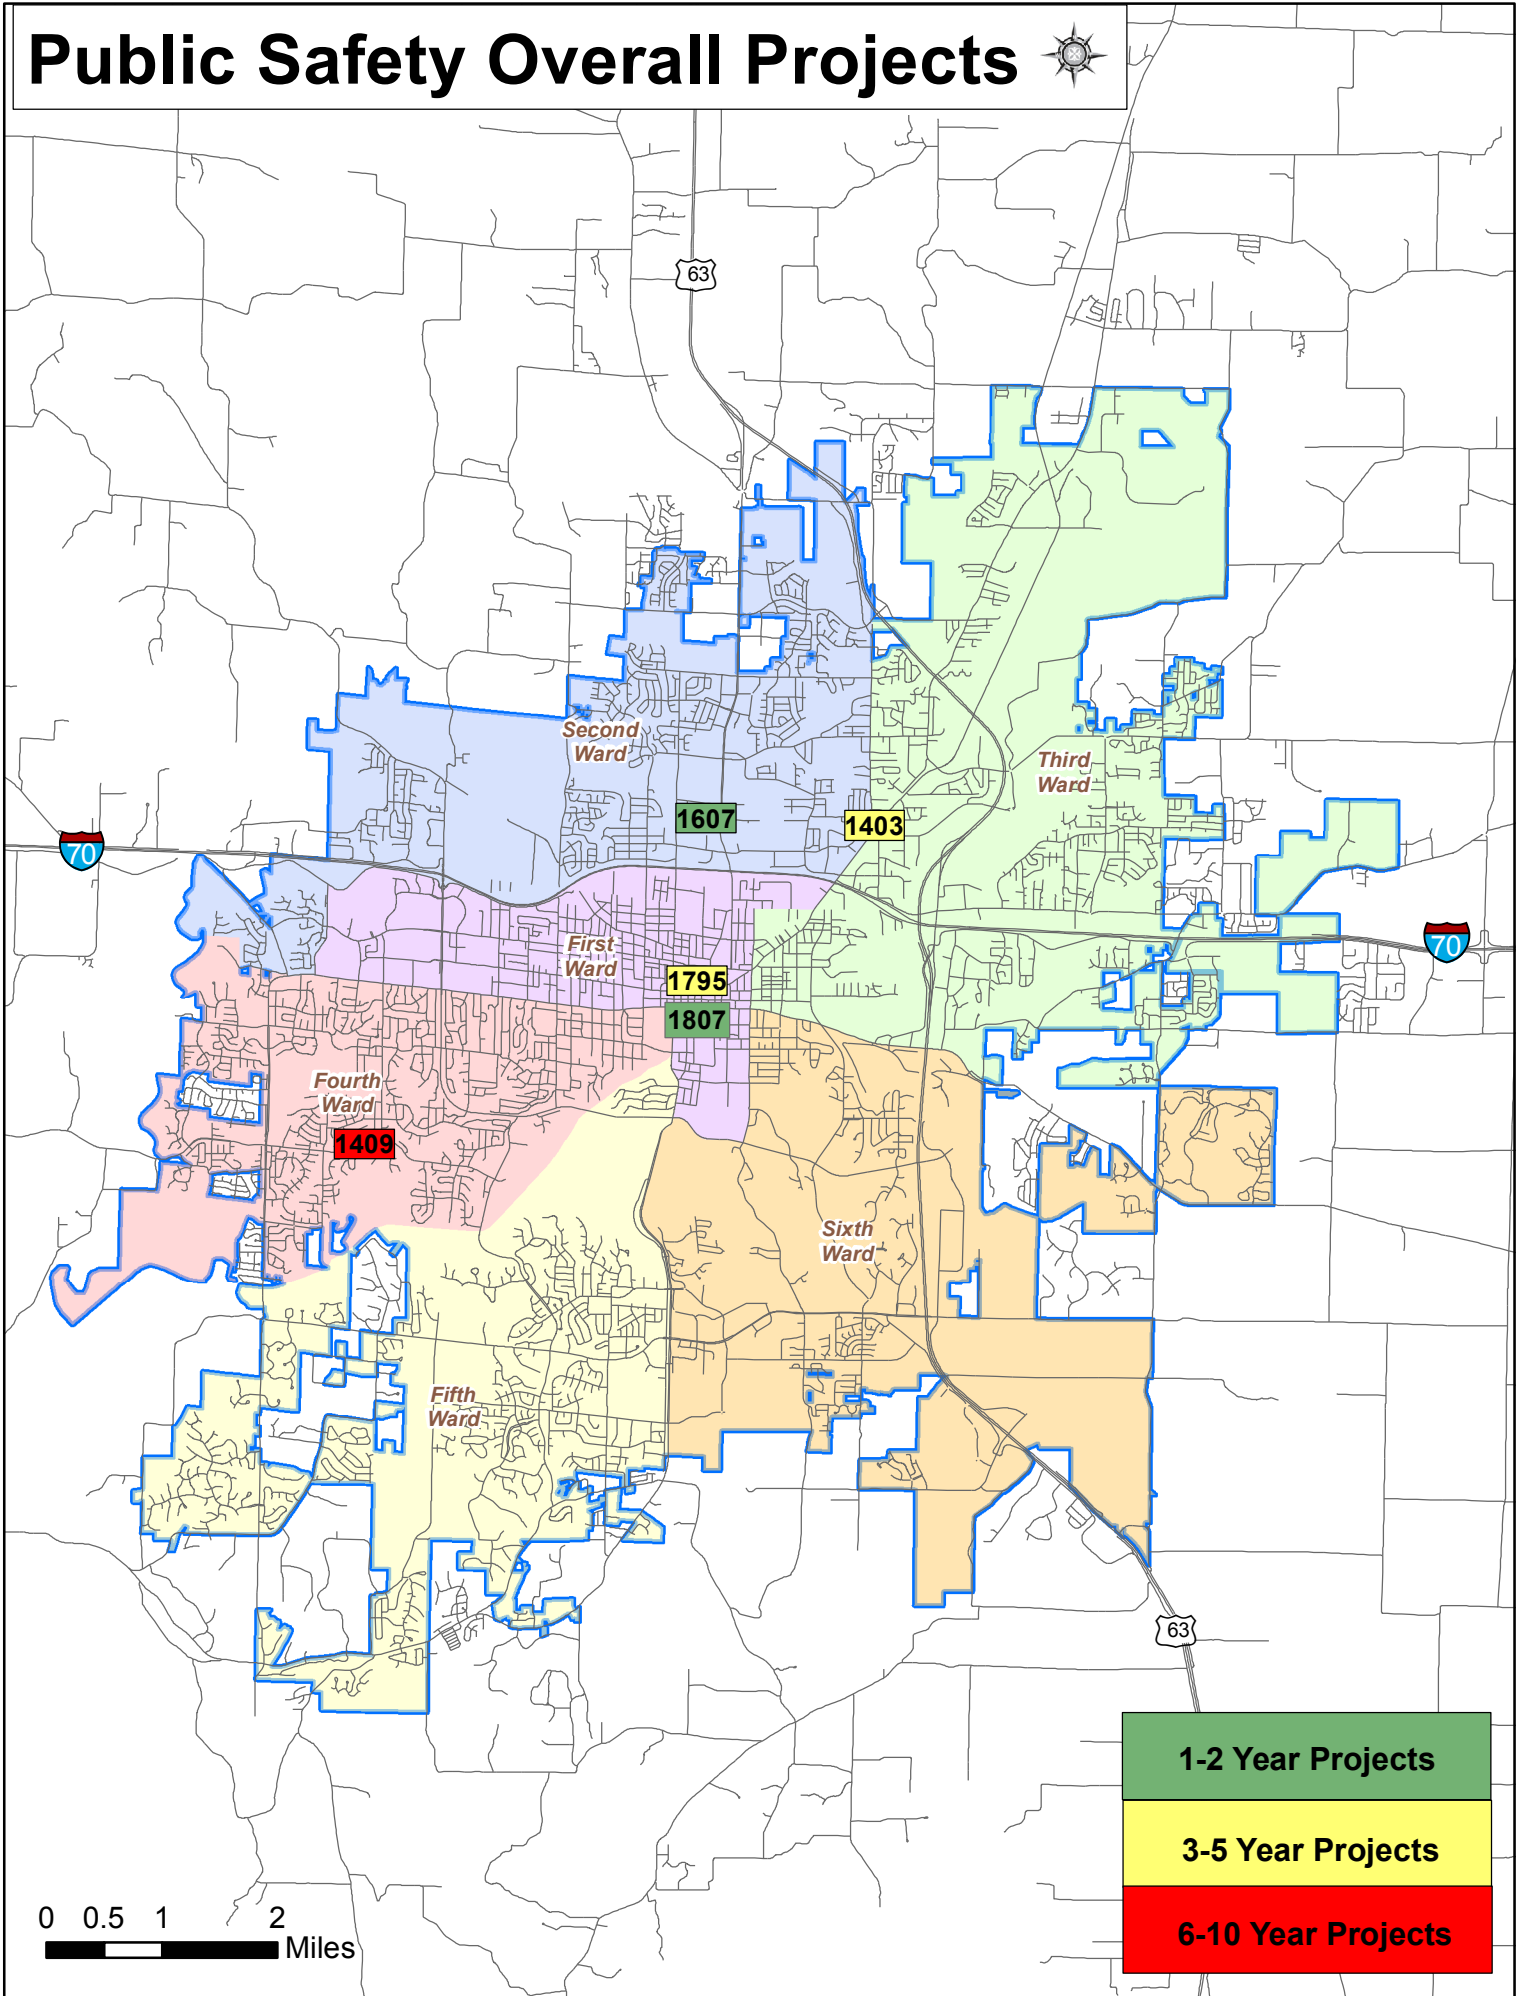 Public Safety Overall Projects
63
Second
Ward
Third
Ward
1607
1403
70
First
Ward
70
1795
1807
Fourth
Ward
1409
Sixth
Ward
Fifth
Ward
63
1-2 Year Projects
3-5 Year Projects
6-10 Year Projects
0 0.5 1 2
Miles